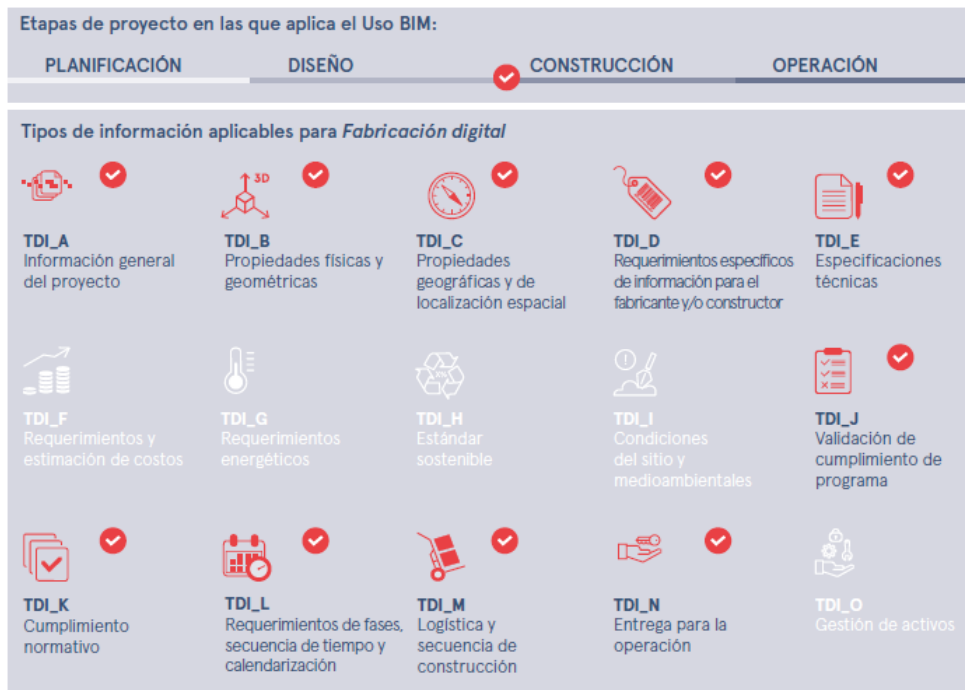 Etapas de proyecto en las que aplica el Uso BIM:
PLANIFICACIÓN
DISEÑO
CONSTRUCCIÓN
OPERACIÓN
Tipos de información aplicables para Fabricación digital
3D
TDI_A
Información general
del proyecto
TDI_B
Propiedades físicas y
geométricas
TDI_C
Propiedades
geográficas y de
localización espacial
TDI_D
Requerimientos específicos
de información para el
fabricante y/o constructor
TDI_E
Especificaciones
técnicas
TDI_F
Requerimientos y
estimación de costos
TDI_G
Requerimientos
energéticos
TDI_H
Estándar
sostenible
TDI_I
Condiciones
del sitio y
medioambientales
TDI_J
Validación de
cumplimiento de
programa
TDI_K
Cumplimiento
normativo
TDI_L
Requerimientos de fases,
secuencia de tiempo y
calendarización
TDI_M
Logística y
secuencia de
construcción
TDI_N
Entrega para la
operación
TDI_O
Gestión de activos